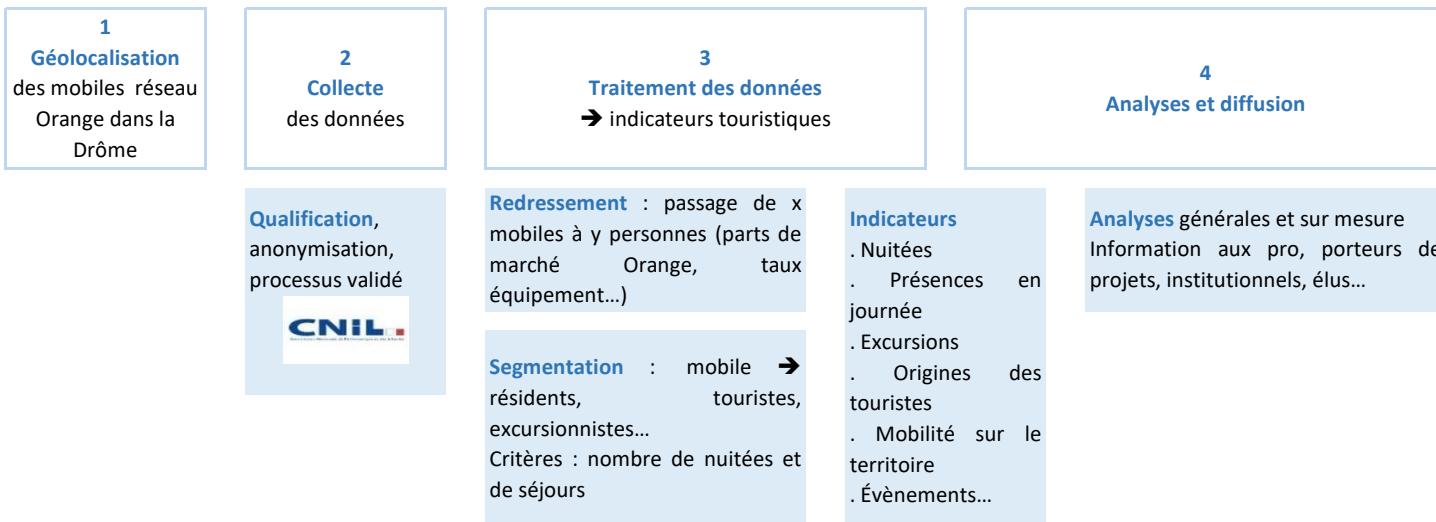 1
Géolocalisation
des mobiles réseau
Orange dans la
Drôme
2
Collecte
des données
3
Traitement des données
➔ indicateurs touristiques
4
Analyses et diffusion
Qualification,
anonymisation,
processus validé
CNIL
Redressement : passage de x
mobiles à y personnes (parts de
marché Orange, taux
équipement…)
Segmentation : mobile ➔
résidents, touristes,
excursionnistes…
Critères : nombre de nuitées et
de séjours
Indicateurs
. Nuitées
. Présences en
journée
. Excursions
. Origines des
touristes
. Mobilité sur le
territoire
. Évènements…
Analyses générales et sur mesure
Information aux pro, porteurs de
projets, institutionnels, élus…